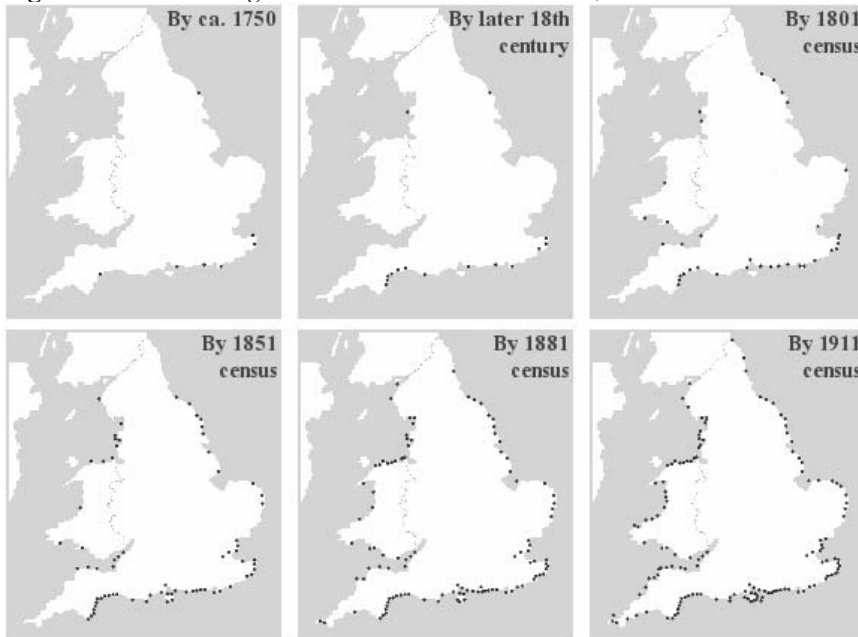 By ca. 1750
By later 18th
century
By 1801
census
By 1851
census
By 1881
census
By 1911
census